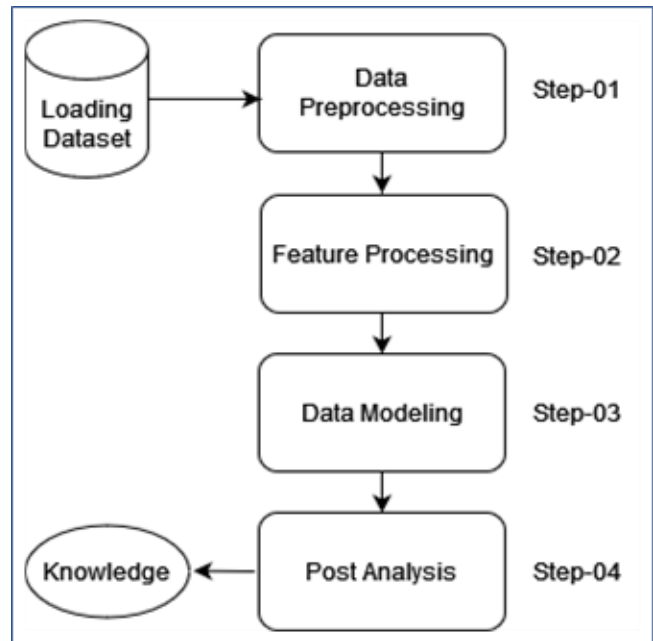 Loading
Dataset
Data
Preprocessing
Step-01
Feature Processing
Step-02
Data Modeling
Step-03
Knowledge
Post Analysis
Step-04